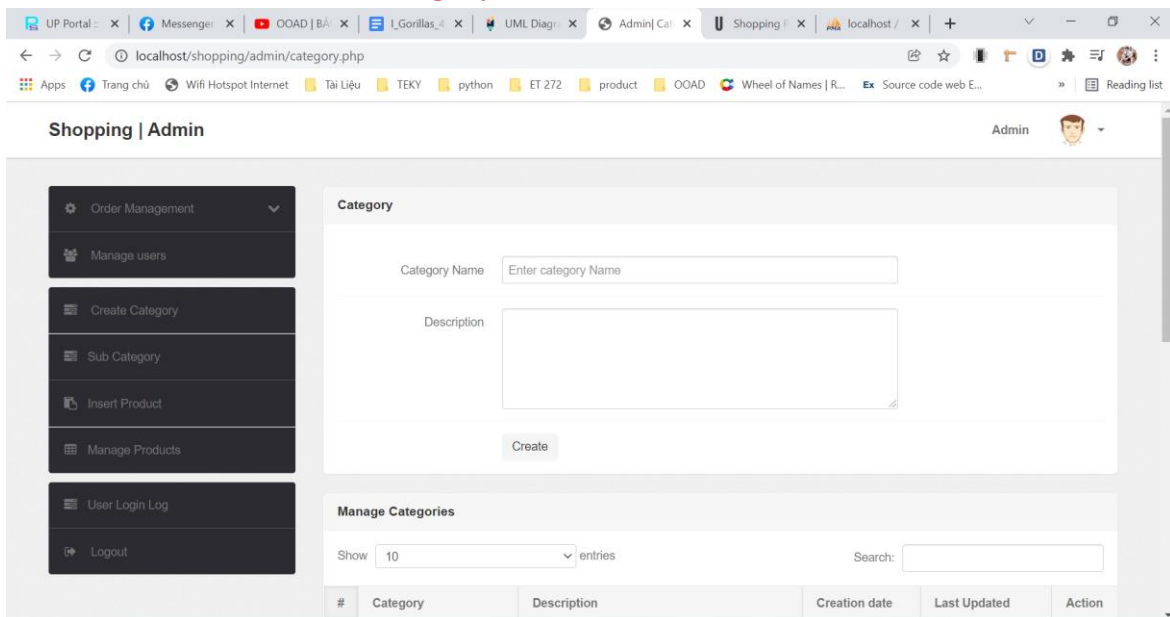 UP Portal :: Messenger OOAD | BÁ I_Gorillas_4 UML Diagra Admin| Cat Shopping localhost /
localhost/shopping/admin/category.php
Apps Trang chủ Wifi Hotspot Internet Tài Liệu TEKY python ET 272 product OOAD Wheel of Names | R... Ex Source code web E... » Reading list
Shopping | Admin Admin
Order Management
Manage users
Create Category
Sub Category
Insert Product
Manage Products
User Login Log
Logout
Category
Category Name Enter category Name
Description
Create
Manage Categories
Show 10 entries Search:
# Category Description Creation date Last Updated Action